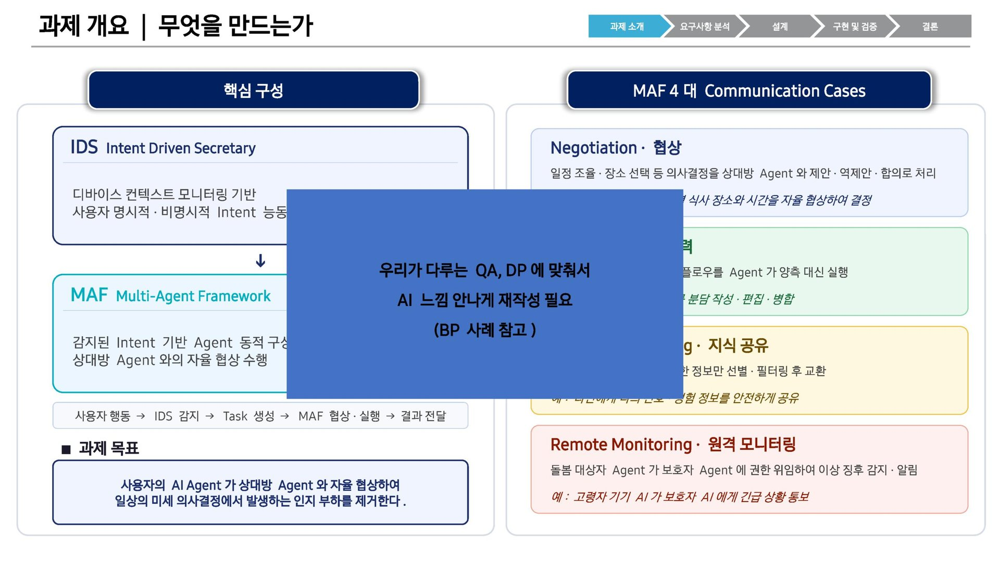 과제 개요 | 무엇을 만드는가
과제 소개
요구사항 분석
설계
구현 및 검증
결론
핵심 구성
IDS Intent Driven Secretary
디바이스 컨텍스트 모니터링 기반
사용자 명시적 · 비명시적 Intent 능동
↓
MAF Multi-Agent Framework
감지된 Intent 기반 Agent 동적
상대방 Agent 와의 자율 협상 수행
사용자 행동 → IDS 감지 → Task 생성 → MAF 협상 · 실행 → 결과 전달
■ 과제 목표
사용자의 AI Agent 가 상대방 Agent 와 자율 협상하여
일상의 미세 의사결정에서 발생하는 인지 부하를 제거한다 .
우리가 다루는 QA, DP 에 맞춰서
AI 느낌 안나게 재작성 필요
(BP 사례 참고 )
MAF 4 대 Communication Cases
Negotiation · 협상
일정 조율 · 장소 선택 등 의사결정을 상대방 Agent 와 제안 · 역제안 · 합의로 처리
식사 장소와 시간을 자율 협상하여 결정
력
플로우를 Agent 가 양측 대신 실행
분담 작성 · 편집 · 병합
g · 지식 공유
한 정보만 선별 · 필터링 후 교환
정보를 안전하게 공유
Remote Monitoring · 원격 모니터링
돌봄 대상자 Agent 가 보호자 Agent 에 권한 위임하여 이상 징후 감지 · 알림
예 : 고령자 기기 AI 가 보호자 AI 에게 긴급 상황 통보